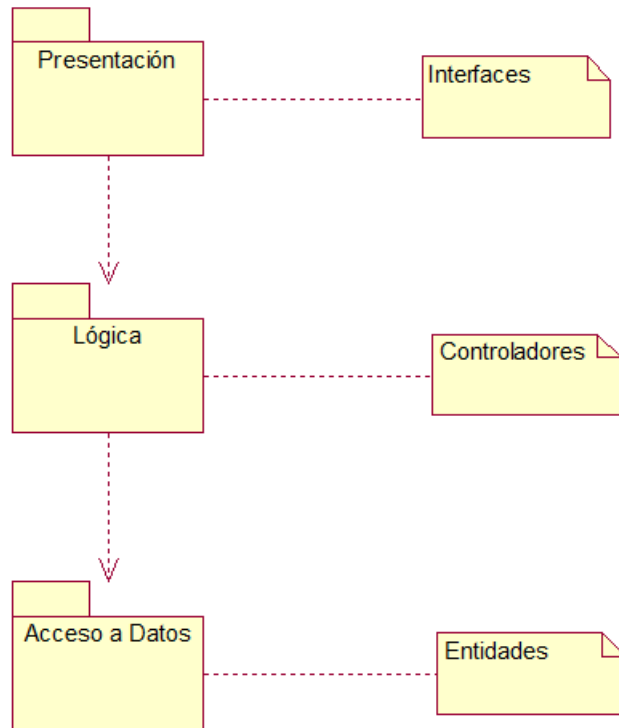 Presentación
Interfaces
Lógica
Controladores
Acceso a Datos
Entidades